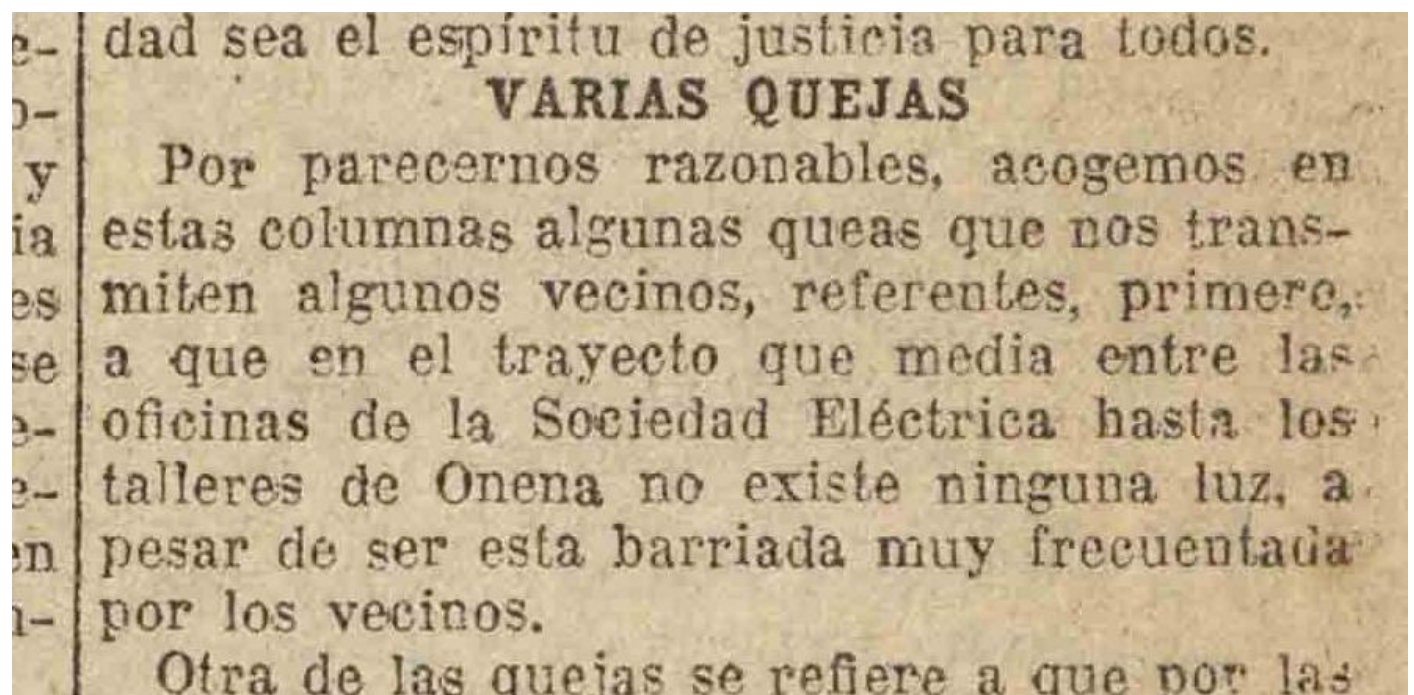 dad sea el espíritu de justicia para todos.
VARIAS QUEJAS
Por parecernos razonables, acogemos en
estas columnas algunas queas que nos trans-
miten algunos vecinos, referentes, primero,
a que en el trayecto que media entre las
oficinas de la Sociedad Eléctrica hasta los
talleres de Onena no existe ninguna luz, a
pesar de ser esta barriada muy frecuentada
por los vecinos.
Otra de las quejas se refiere a que por las